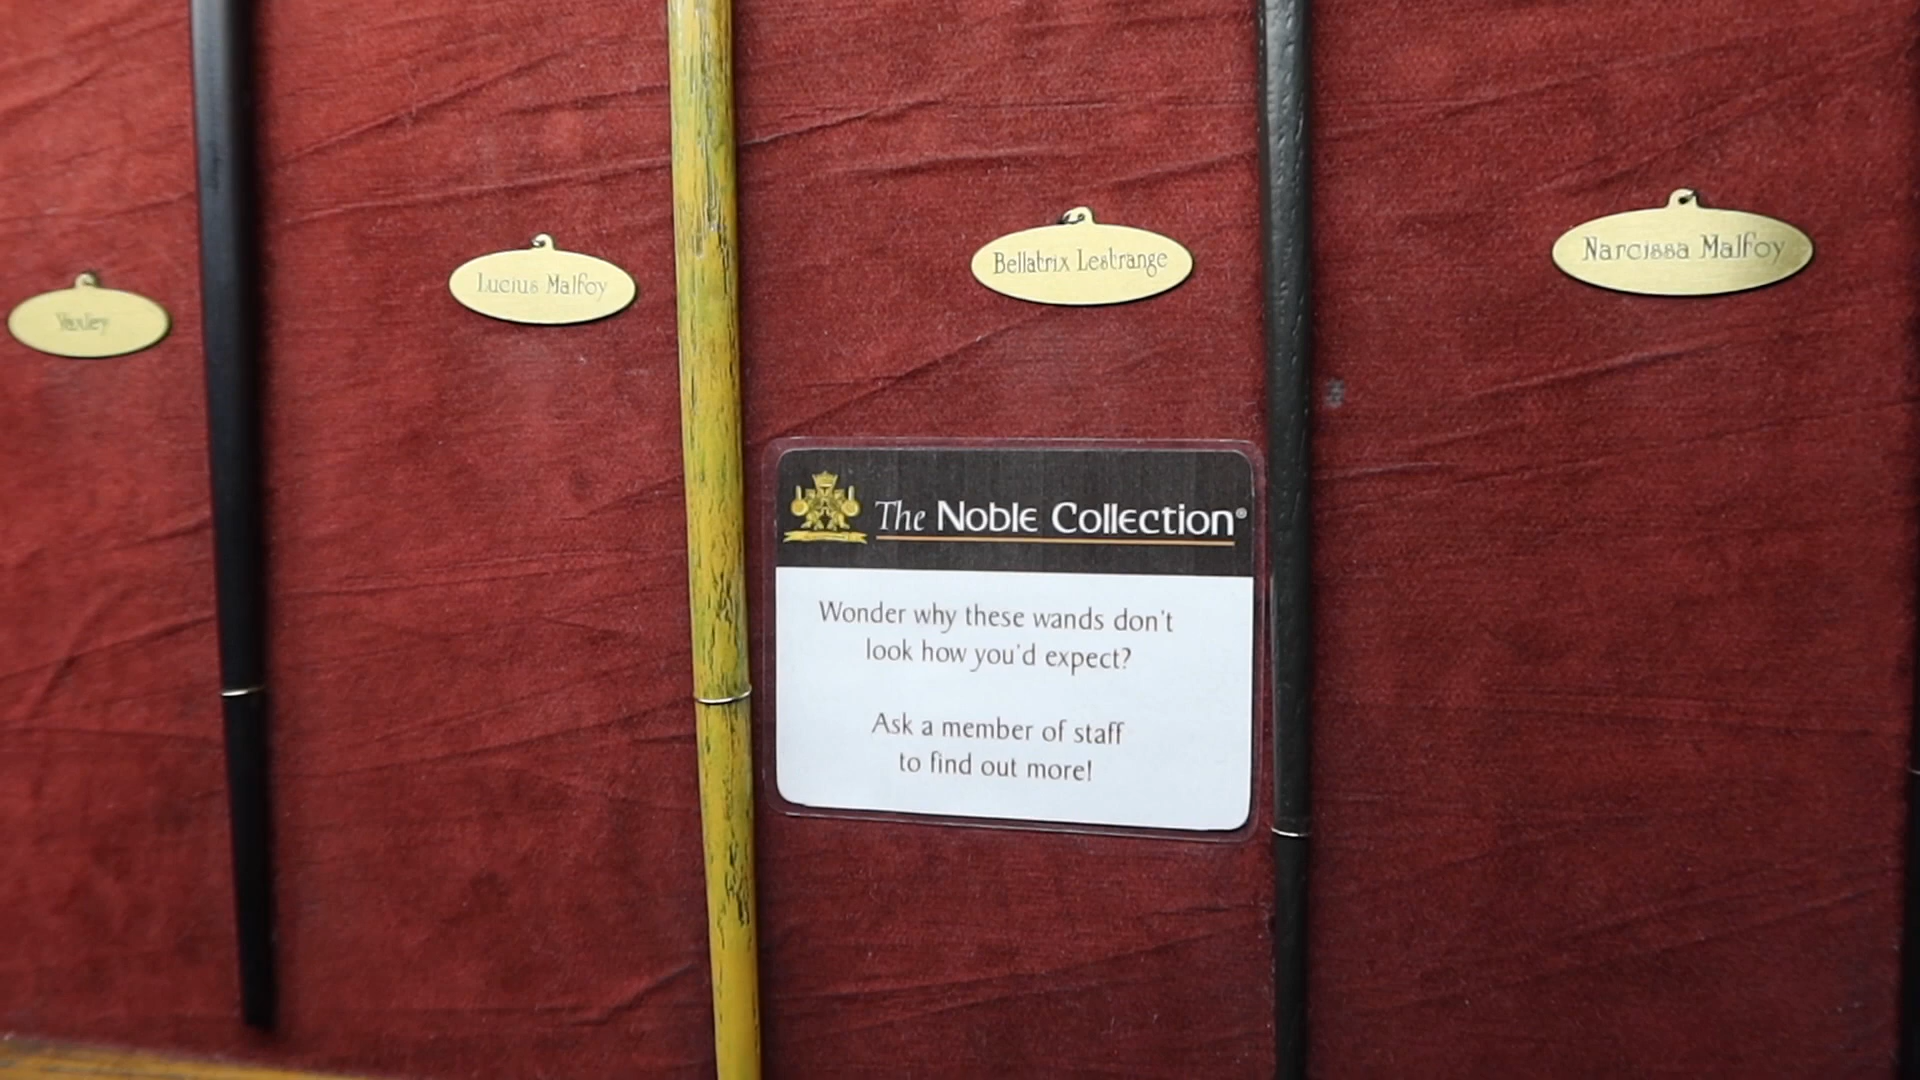 Yaxley
Lucius Malfoy
Bellatrix Lestrange
Narcissa Malfoy
The Noble Collection®
Wonder why these wands don't
look how you'd expect?
Ask a member of staff
to find out more!